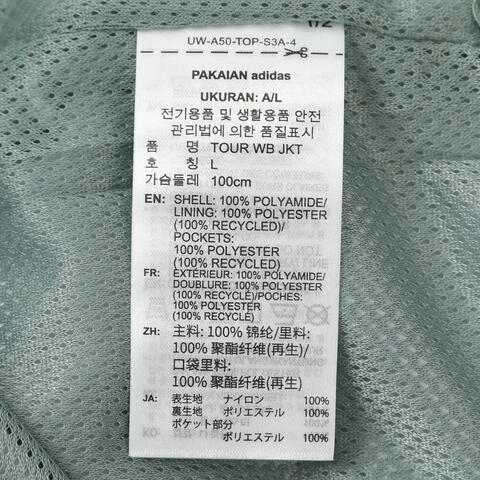 UW-A50-TOP-S3A-4
PAKAIAN adidas
UKURAN: A/L
전기용품 및 생활용품 안전
관리법에 의한 품질표시
품 명 TOUR WB JKT
호 칭 L
가슴둘레 100cm
EN: SHELL: 100% POLYAMIDE/
LINING: 100% POLYESTER
(100% RECYCLED)/
POCKETS:
100% POLYESTER
(100% RECYCLED)
FR: EXTÉRIEUR: 100% POLYAMIDE/
DOUBLURE: 100% POLYESTER
(100% RECYCLÉ)/POCHES:
100% POLYESTER
(100% RECYCLÉ)
ZH: 主料: 100% 锦纶/里料:
100% 聚酯纤维(再生)/
口袋里料:
100% 聚酯纤维(再生)
JA: 表生地 ナイロン 100%
裏生地 ポリエステル 100%
ポケット部分
ポリエステル 100%